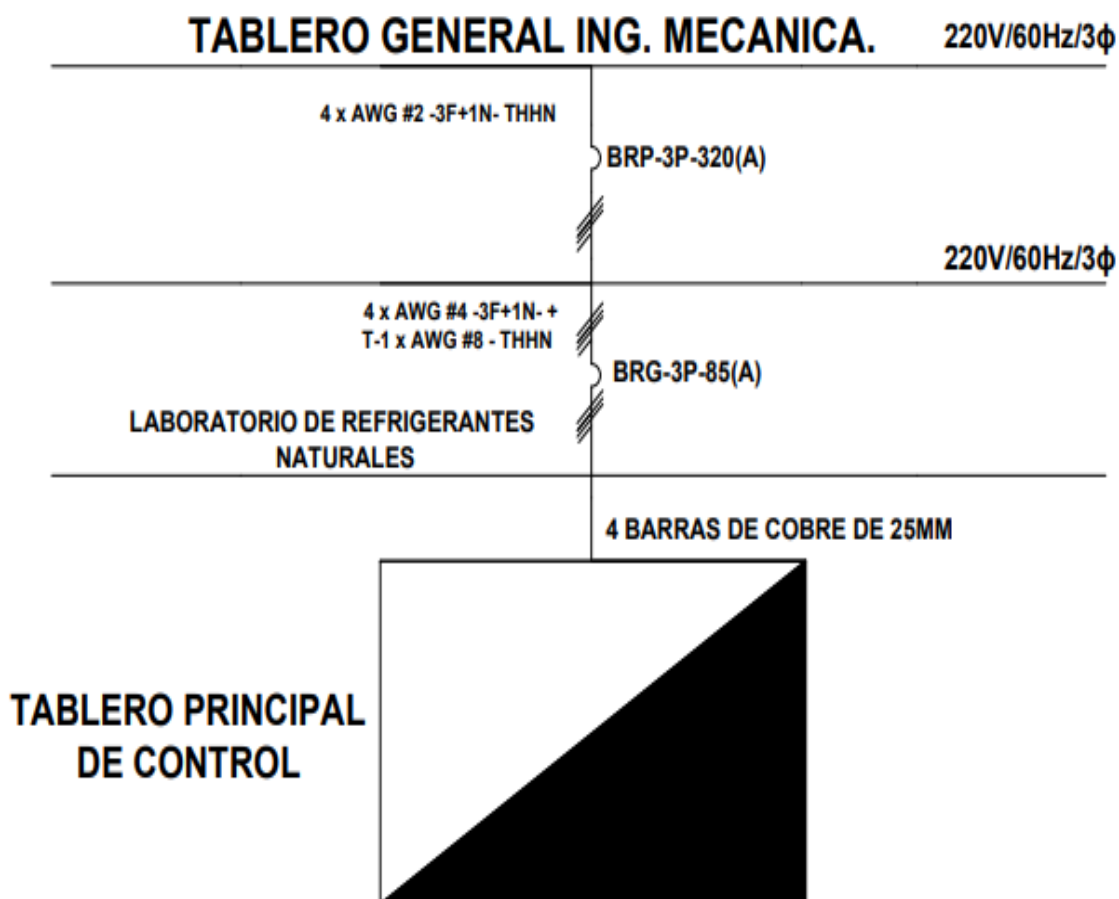 TABLERO GENERAL ING. MECANICA.
220V/60Hz/3ϕ
4 x AWG #2 -3F+1N- THHN
BRP-3P-320(A)
220V/60Hz/3ϕ
4 x AWG #4 -3F+1N- +
T-1 x AWG #8 - THHN
BRG-3P-85(A)
LABORATORIO DE REFRIGERANTES
NATURALES
4 BARRAS DE COBRE DE 25MM
TABLERO PRINCIPAL
DE CONTROL